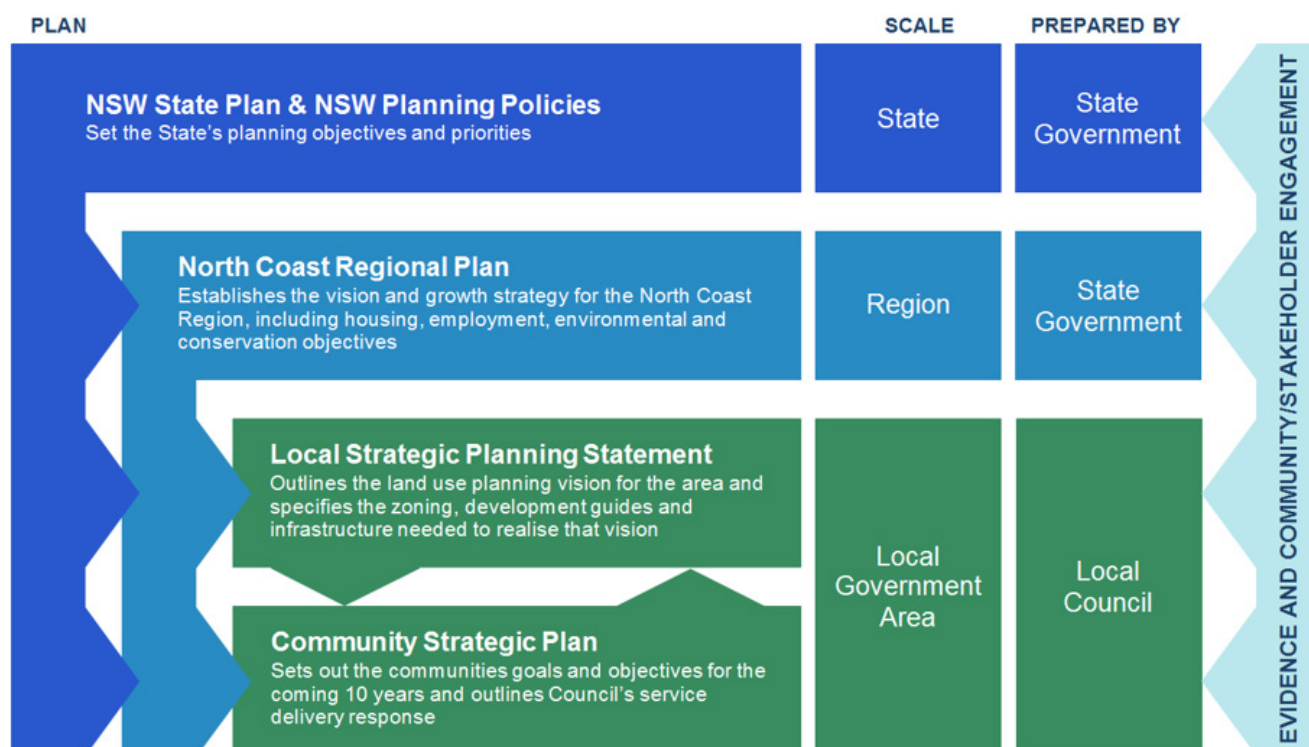 PLAN
SCALE
PREPARED BY
NSW State Plan & NSW Planning Policies
Set the State's planning objectives and priorities
State
State
Government
North Coast Regional Plan
Establishes the vision and growth strategy for the North Coast
Region, including housing, employment, environmental and
conservation objectives
Region
State
Government
Local Strategic Planning Statement
Outlines the land use planning vision for the area and
specifies the zoning, development guides and
infrastructure needed to realise that vision
Community Strategic Plan
Sets out the communities goals and objectives for the
coming 10 years and outlines Council's service
delivery response
Local
Government
Area
Local
Council
EVIDENCE AND COMMUNITY/STAKEHOLDER ENGAGEMENT